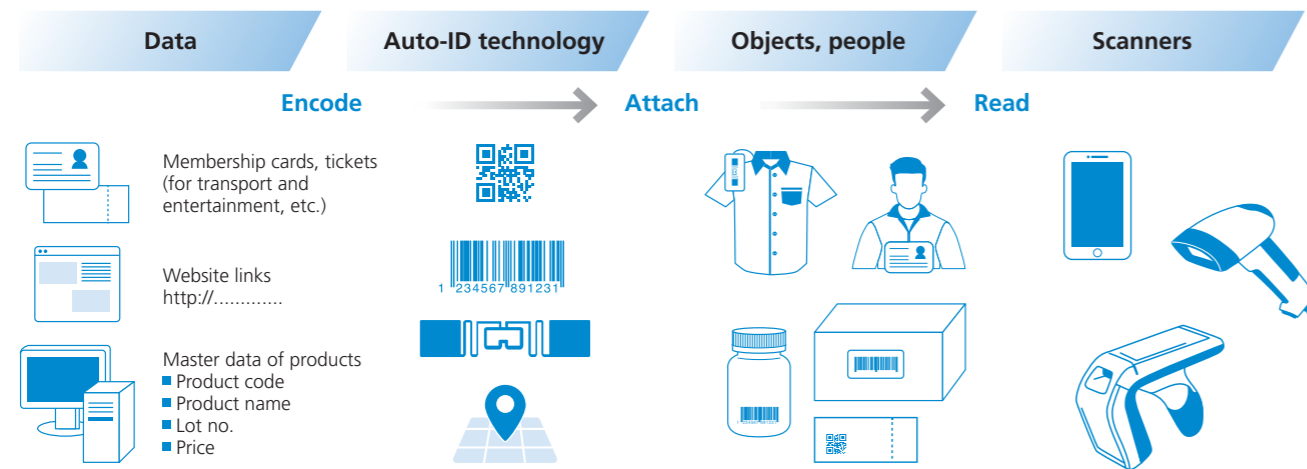 Data
Auto-ID technology
Objects, people
Scanners
Encode
Attach
Read
Membership cards, tickets
(for transport and
entertainment, etc.)
Website links
http://.............
Master data of products
Product code
Product name
Lot no.
Price
1 234567 891231